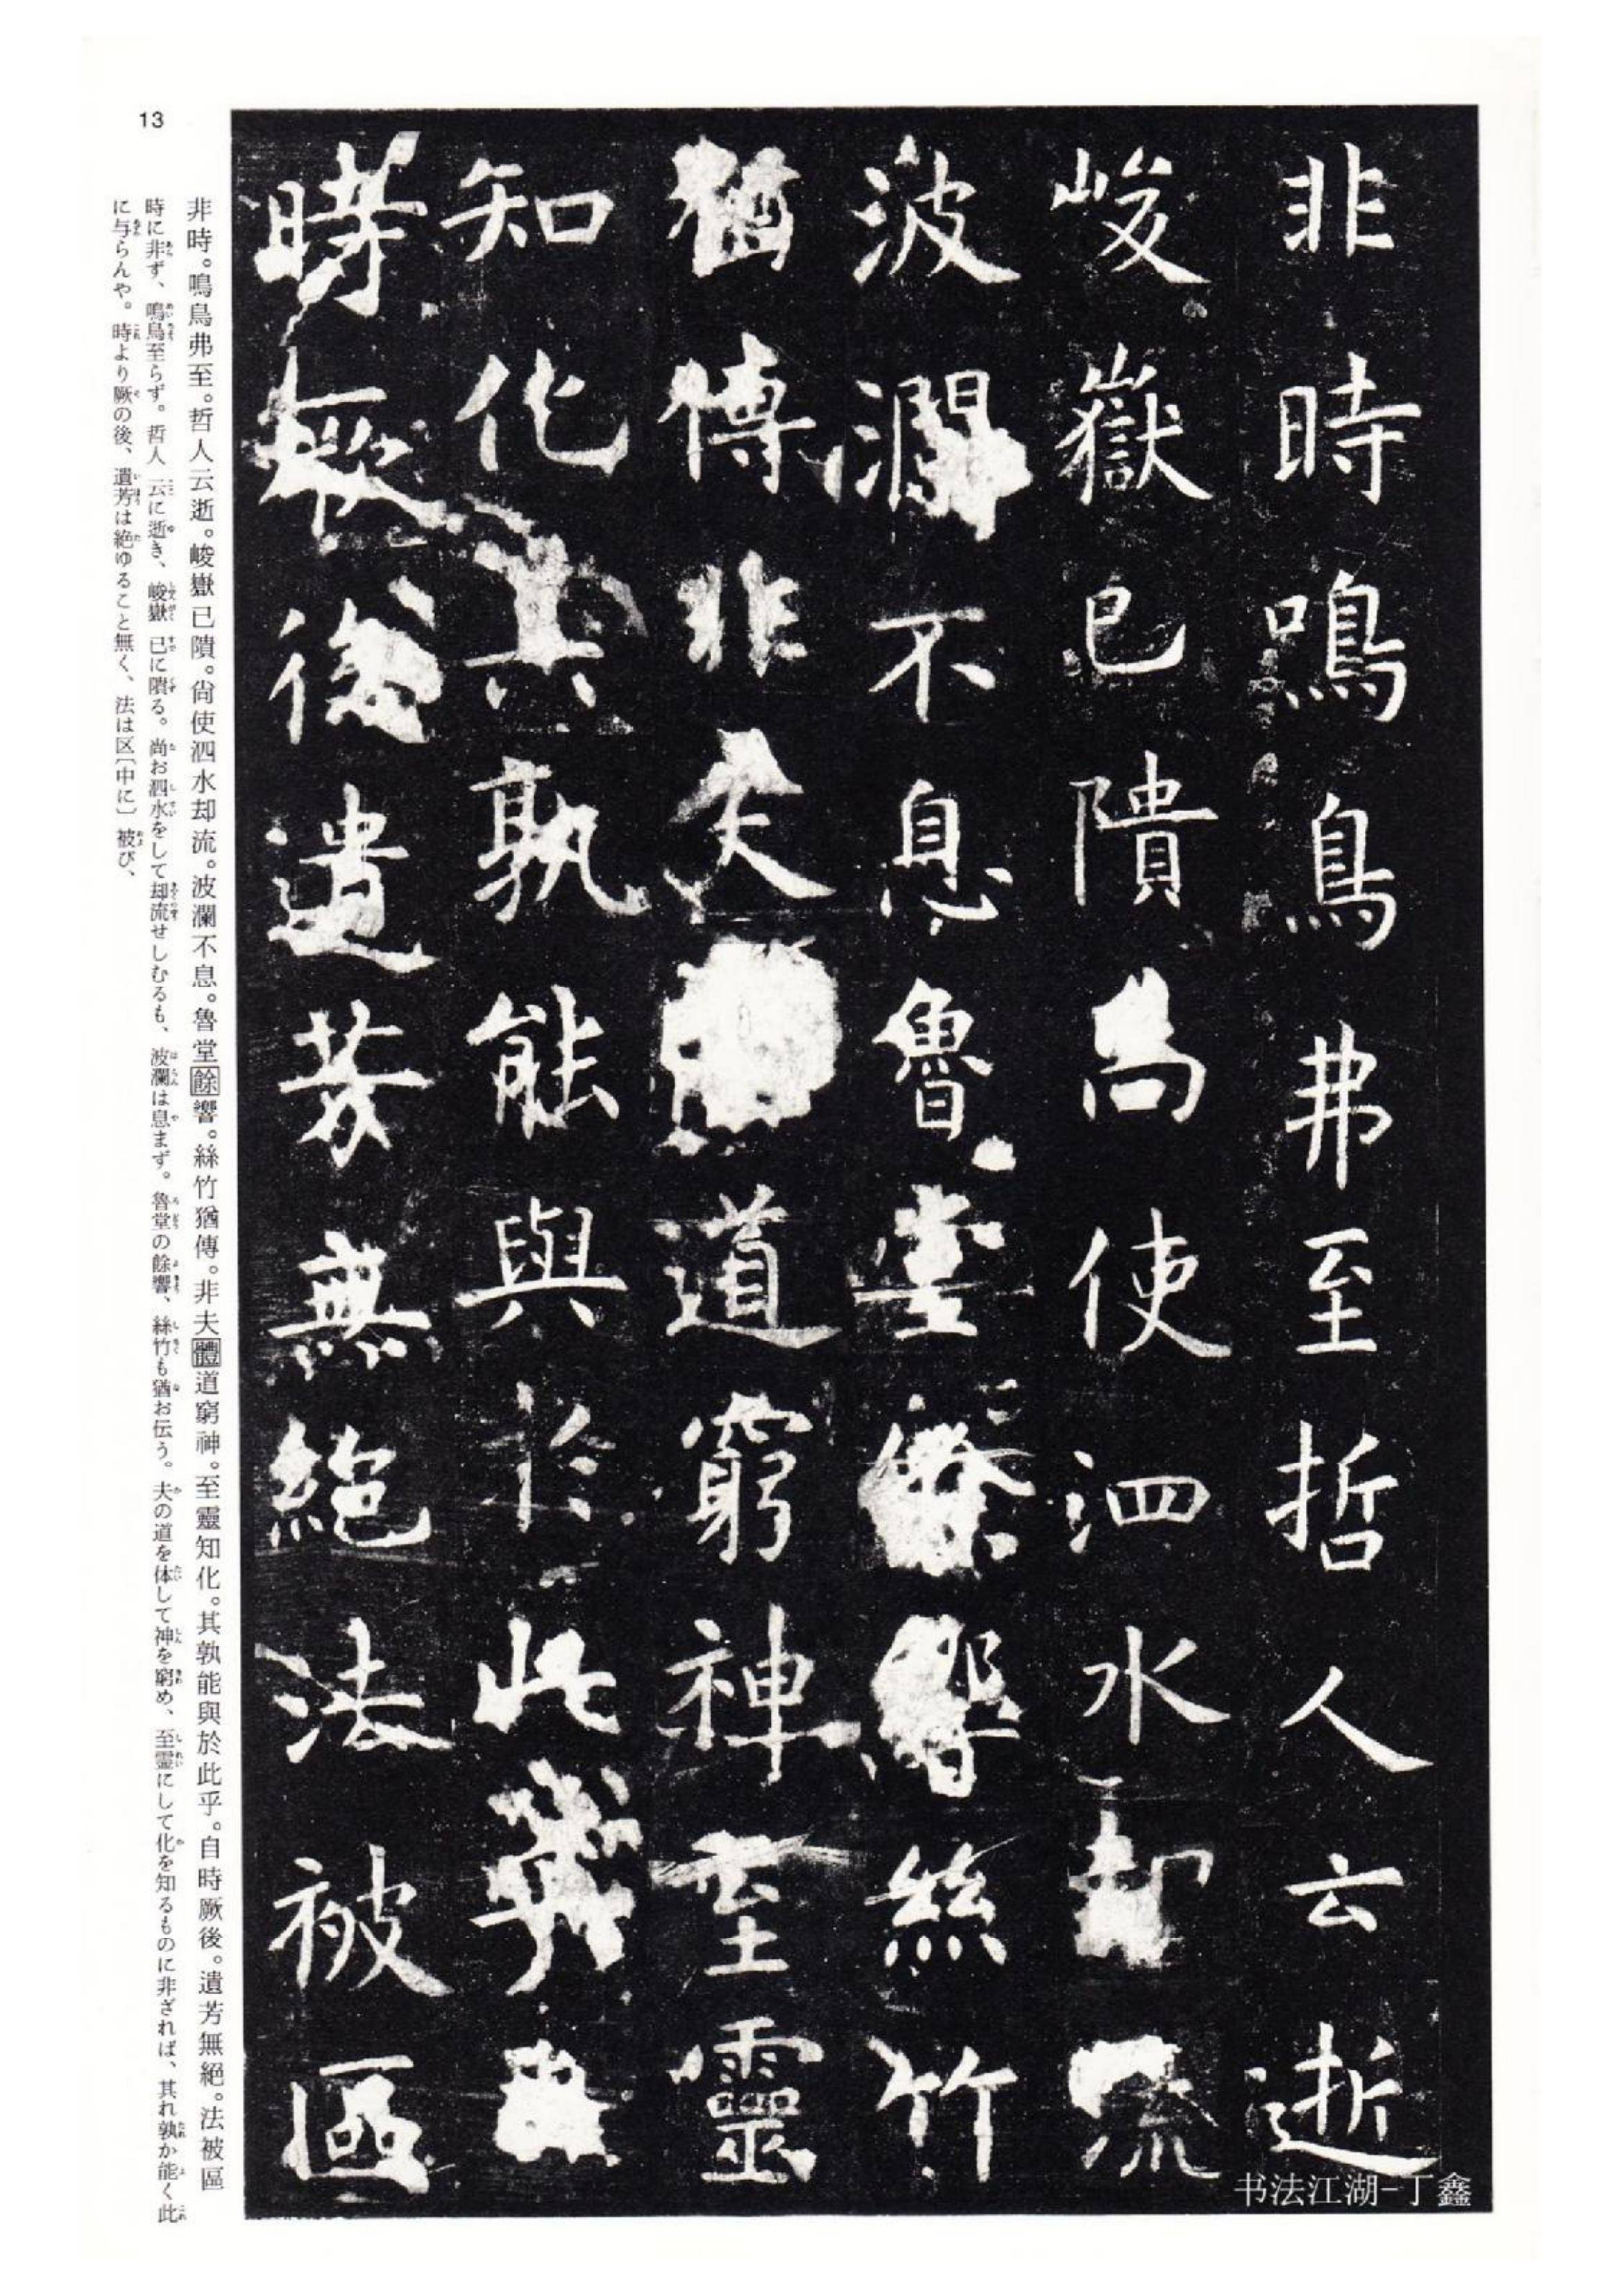 非時鳴鳥弗至哲人云逝
峻嶽已隤尚使泗水却流
波瀾不息魯堂響絲竹
猶傳非夫道窮神至靈
知化其孰能與於此乎自
時厥後遺芳無絕法被區
书法江湖-丁鑫
非時。鳴鳥弗至。哲人云逝。峻嶽已隤。尙使泗水却流。波瀾不息。魯堂餘響。絲竹猶傳。非夫體道窮神。至靈知化。其孰能與於此乎。自時厥後。遺芳無絕。法被區
時に非ず、鳴鳥至らず。哲人云に逝き、峻嶽已に隤る。尚お泗水をして却流せしむるも、波瀾は息まず。魯堂の餘響、絲竹も猶お伝う。夫の道を体して神を窮め、至霊にして化を知るものに非ざれば、其れ孰か能く此
に与らんや。時より厥の後、遺芳は絶ゆること無く、法は区〔中に〕被び、
13